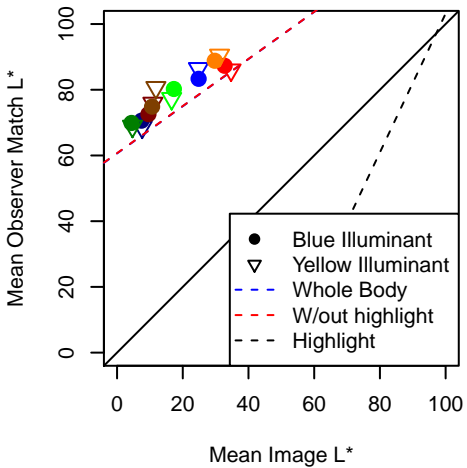 Mean Observer Match L*
100
80
60
40
20
0
Blue Illuminant
Yellow Illuminant
Whole Body
W/out highlight
Highlight
0
20
40
60
80
100
Mean Image L*